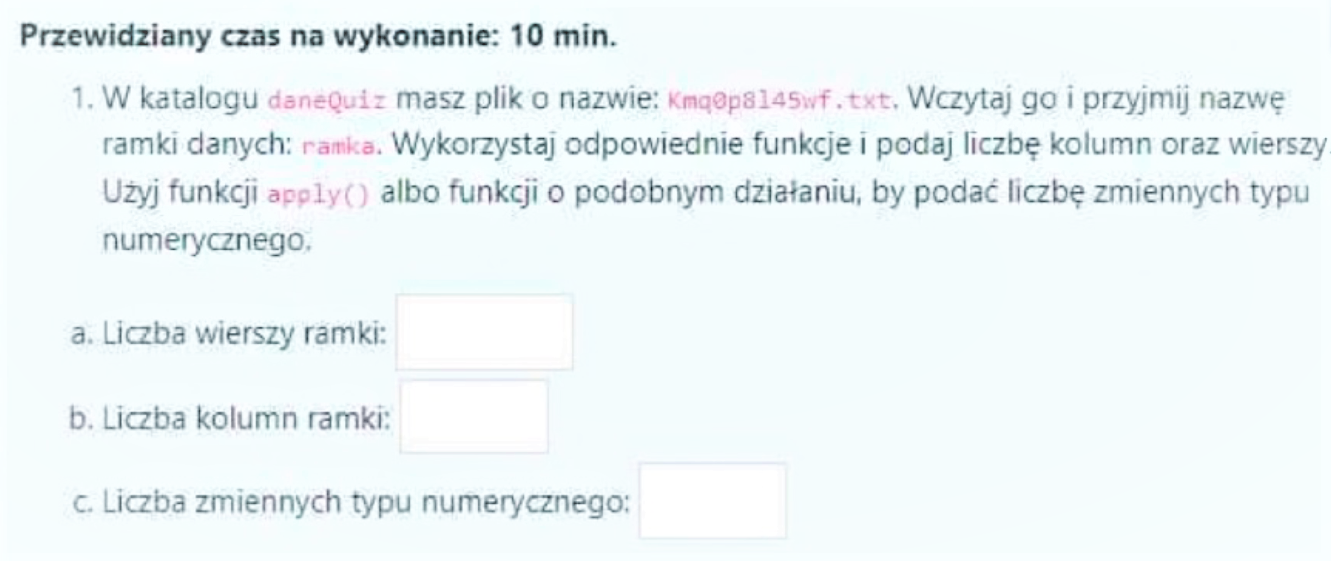 Przewidziany czas na wykonanie: 10 min.
1. W katalogu daneQuiz masz plik o nazwie: Kmq0p8l45wf.txt. Wczytaj go i przyjmij nazwę
ramki danych: ramka. Wykorzystaj odpowiednie funkcje i podaj liczbę kolumn oraz wierszy.
Użyj funkcji apply() albo funkcji o podobnym działaniu, by podać liczbę zmiennych typu
numerycznego.
a. Liczba wierszy ramki:
b. Liczba kolumn ramki:
c. Liczba zmiennych typu numerycznego: